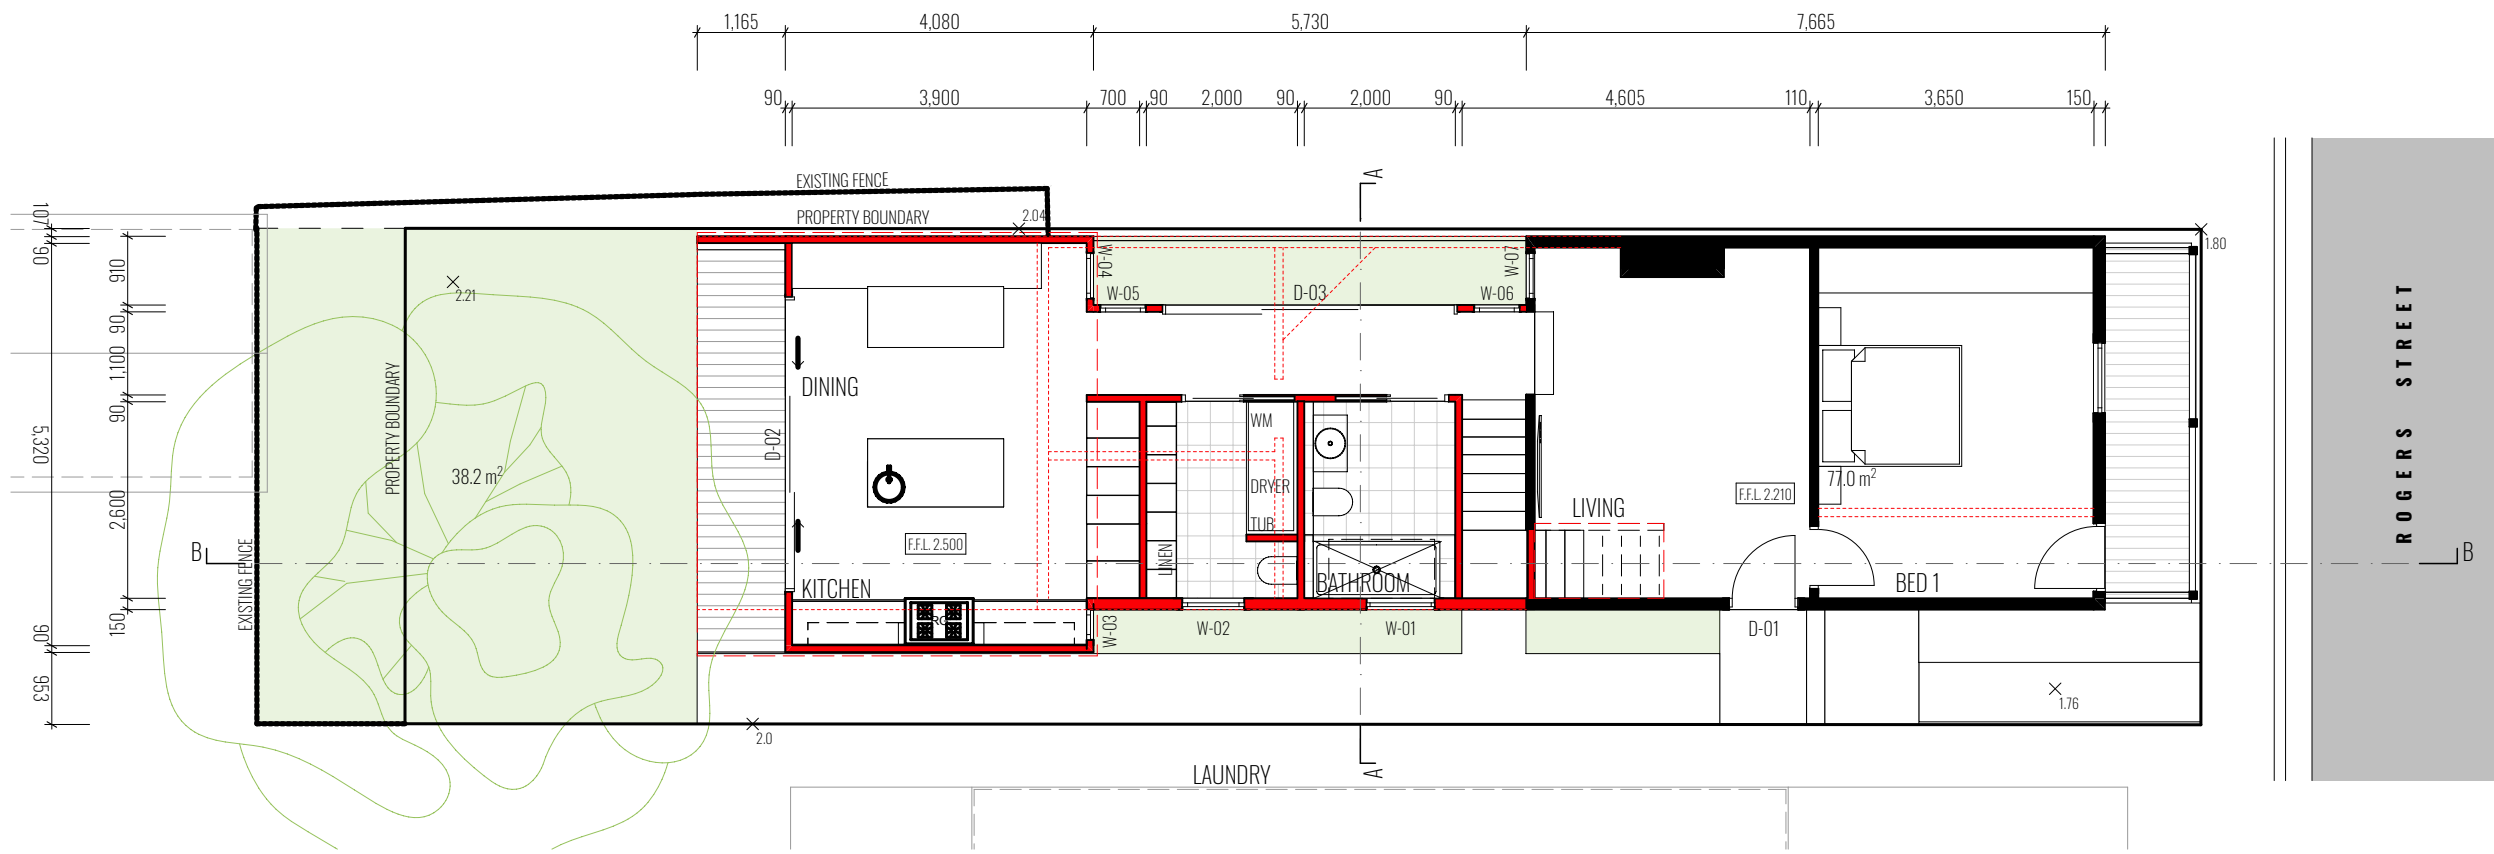 1,165
4,080
5,730
7,665
90
3,900
700
90
2,000
90
2,000
90
4,605
110
3,650
150
EXISTING FENCE
A
PROPERTY BOUNDARY
2.04
1.80
107
90
5,320
90
953
910
90
1,100
90
2,600
150
2.21
W-04
W-05
D-03
W-06
W-07
DINING
PROPERTY BOUNDARY
38.2 m²
D-02
WM
DRYER
TUB
LINEN
LIVING
F.F.L. 2.210
77.0 m²
F.F.L. 2.500
B
EXISTING FENCE
KITCHEN
BATHROOM
BED 1
B
W-03
W-02
W-01
D-01
1.76
2.0
LAUNDRY
A
ROGERS STREET